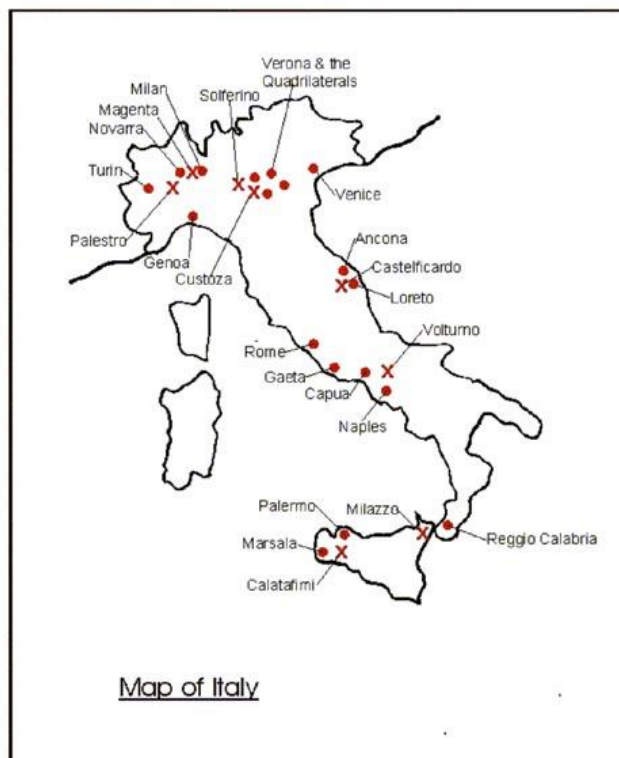 Verona & the
Quadrilaterals
Milan
Solferino
Magenta
Novarra
Turin
Venice
Palestro
Genoa
Custoza
Ancona
Castelficardo
Loreto
Volturno
Rome
Gaeta
Capua
Naples
Palermo
Milazzo
Marsala
Reggio Calabria
Calatafimi
Map of Italy